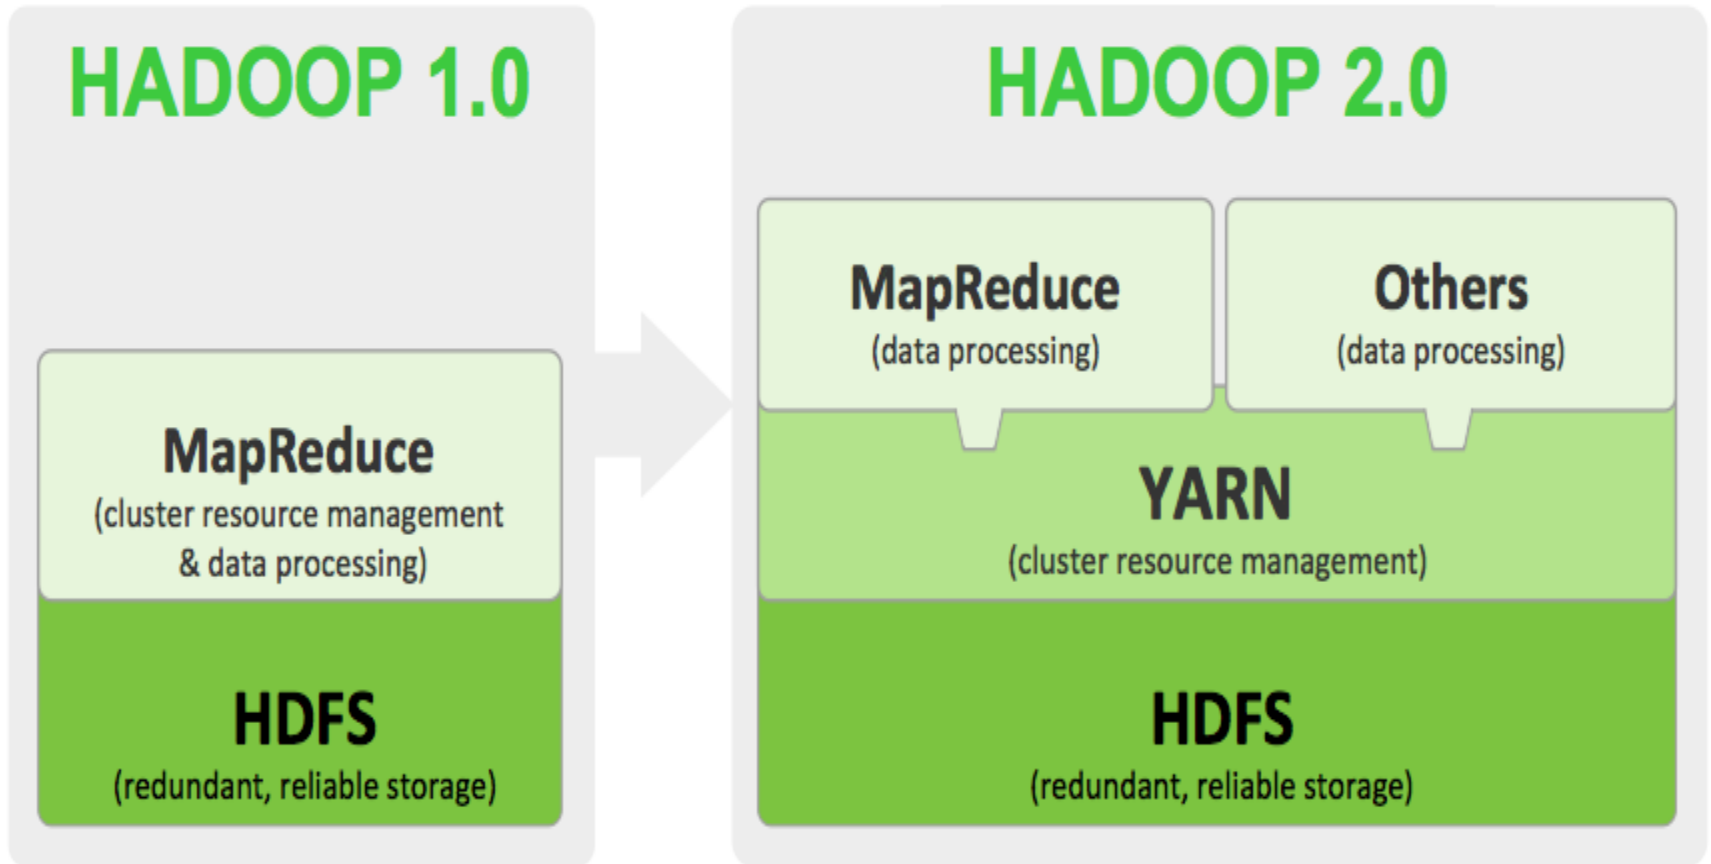 HADOOP 1.0
MapReduce
(cluster resource management
& data processing)
HDFS
(redundant, reliable storage)
HADOOP 2.0
MapReduce
(data processing)
Others
(data processing)
YARN
(cluster resource management)
HDFS
(redundant, reliable storage)